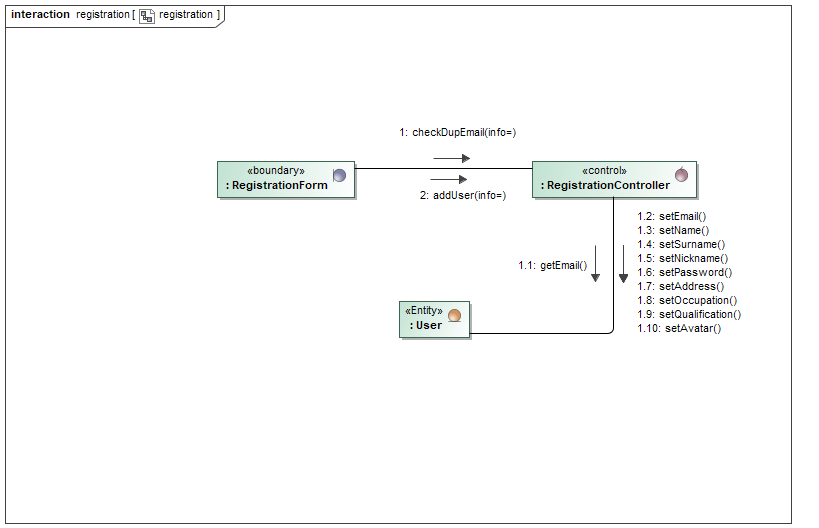 interaction registration [ registration ]
1: checkDupEmail(info=)
«boundary»
: RegistrationForm
«control»
: RegistrationController
2: addUser(info=)
1.1: getEmail()
1.2: setEmail()
1.3: setName()
1.4: setSurname()
1.5: setNickname()
1.6: setPassword()
1.7: setAddress()
1.8: setOccupation()
1.9: setQualification()
1.10: setAvatar()
«Entity»
: User